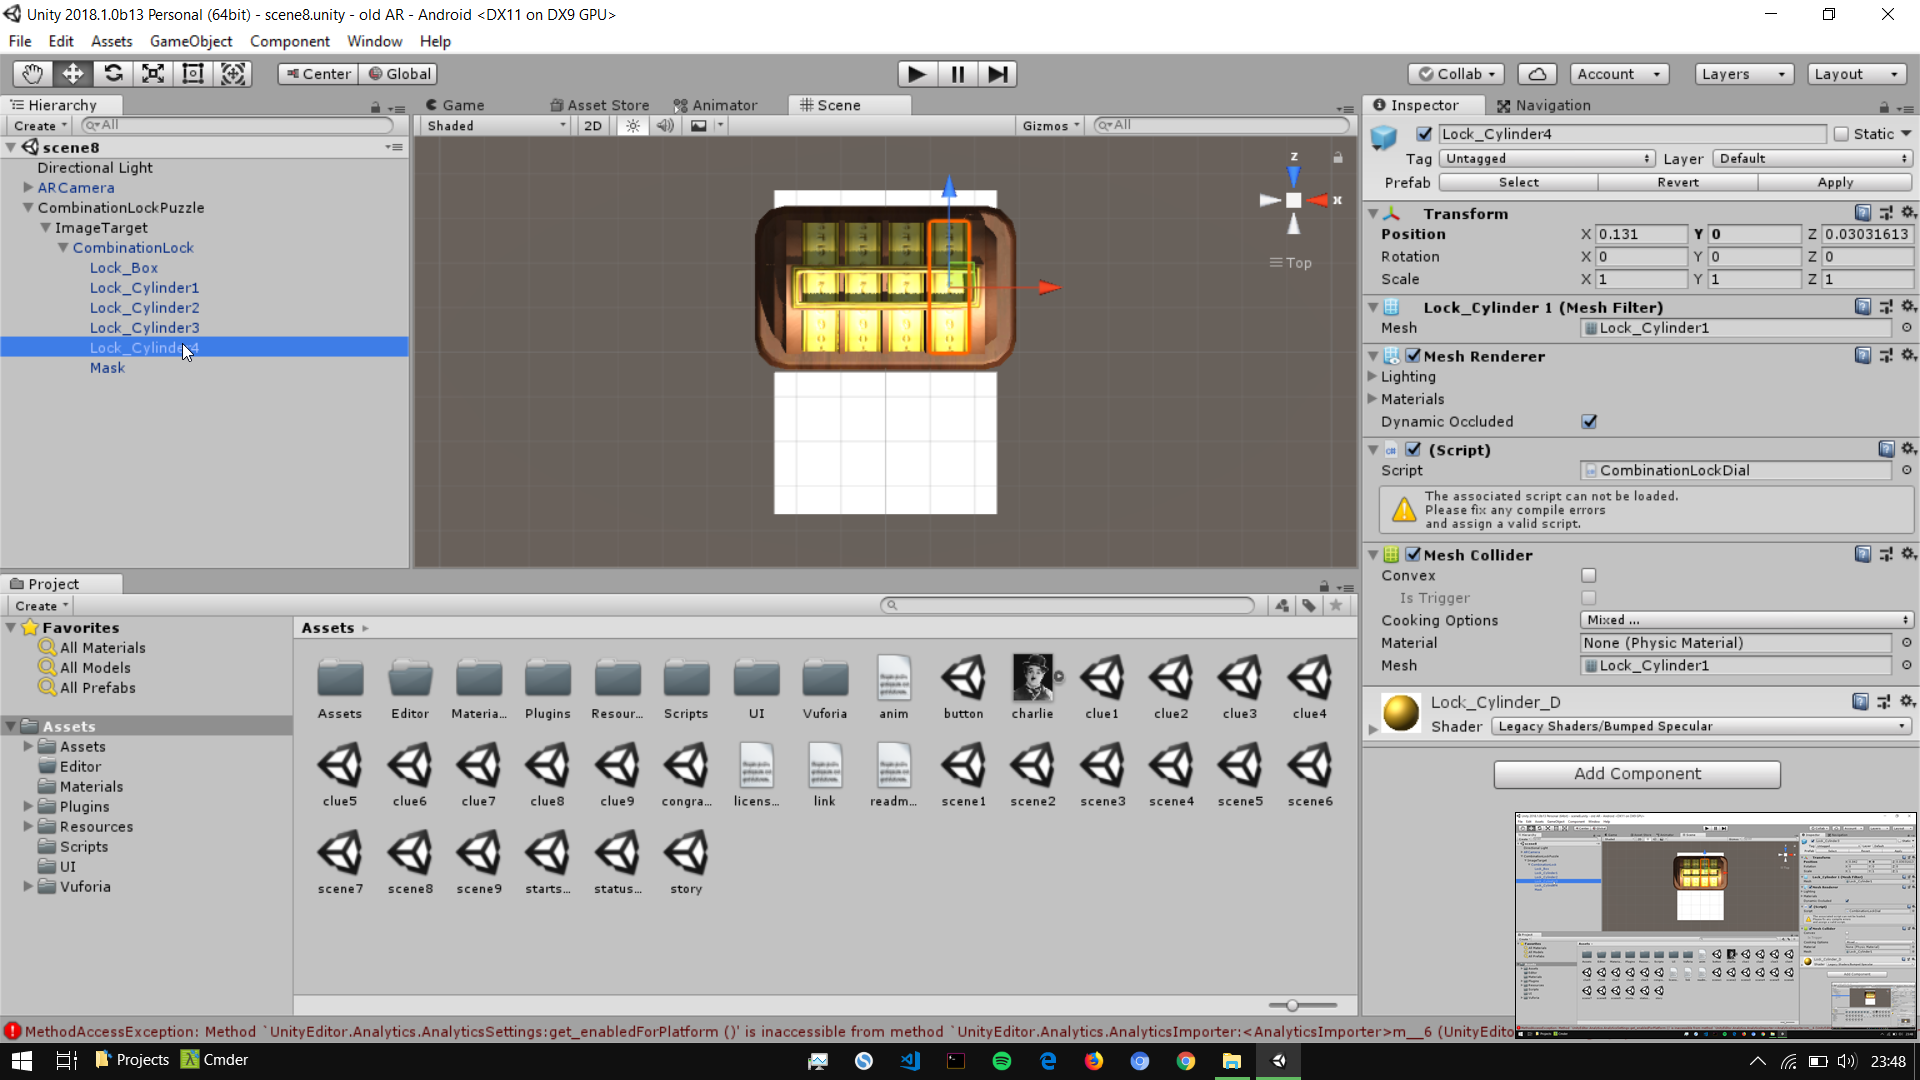 Unity 2018.1.0b13 Personal (64bit) - scene8.unity - old AR - Android <DX11 on DX9 GPU>
File Edit Assets GameObject Component Window Help
Center Global Collab Account Layers Layout
Hierarchy Game Asset Store Animator Scene Inspector Navigation
Create All Shaded 2D Gizmos All
scene8
Directional Light
ARCamera
CombinationLockPuzzle
ImageTarget
CombinationLock
Lock_Box
Lock_Cylinder1
Lock_Cylinder2
Lock_Cylinder3
Lock_Cylinder4
Mask
z
x
Top
Lock_Cylinder4 Static
Tag Untagged Layer Default
Prefab Select Revert Apply
Transform
Position X 0.131 Y 0 Z 0.03031613
Rotation X 0 Y 0 Z 0
Scale X 1 Y 1 Z 1
Lock_Cylinder 1 (Mesh Filter)
Mesh Lock_Cylinder1
Mesh Renderer
Lighting
Materials
Dynamic Occluded
(Script)
Script CombinationLockDial
The associated script can not be loaded.
Please fix any compile errors
and assign a valid script.
Mesh Collider
Convex
Is Trigger
Cooking Options Mixed ...
Material None (Physic Material)
Mesh Lock_Cylinder1
Lock_Cylinder_D
Shader Legacy Shaders/Bumped Specular
Add Component
Project
Create
Favorites
All Materials
All Models
All Prefabs
Assets
Assets
Editor
Materials
Plugins
Resources
Scripts
UI
Vuforia
Assets
Assets Editor Materia... Plugins Resour... Scripts UI Vuforia anim button charlie clue1 clue2 clue3 clue4
clue5 clue6 clue7 clue8 clue9 congra... licens... link readm... scene1 scene2 scene3 scene4 scene5 scene6
scene7 scene8 scene9 starts... status... story
MethodAccessException: Method `UnityEditor.Analytics.AnalyticsSettings:get_enabledForPlatform ()' is inaccessible from method `UnityEditor.Analytics.AnalyticsImporter:<AnalyticsImporter>m__6 (UnityEdito
Projects Cmder 23:48